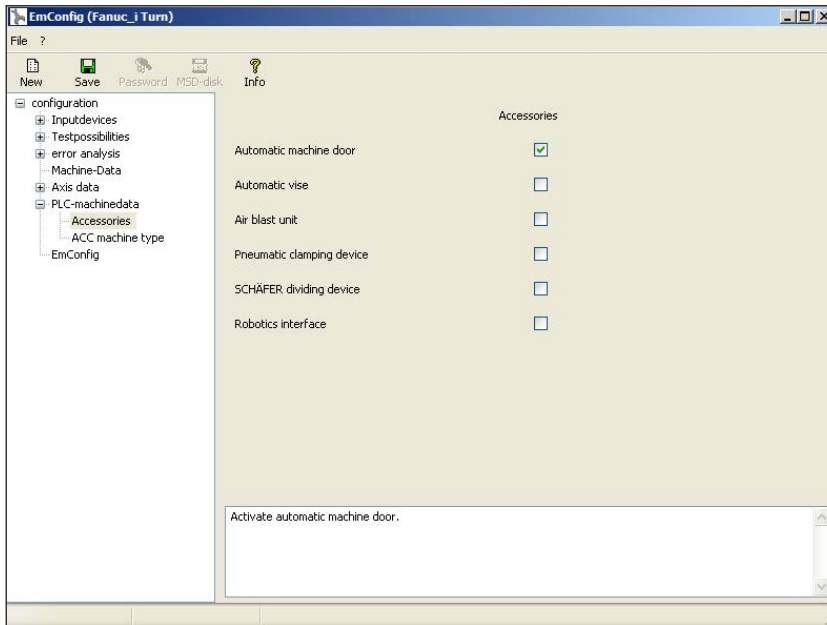 EmConfig (Fanuc_i Turn)
File ?
New Save Password MSD-disk Info
configuration
Inputdevices
Testpossibilities
error analysis
Machine-Data
Axis data
PLC-machinedata
Accessories
ACC machine type
EmConfig
Accessories
Automatic machine door
Automatic vise
Air blast unit
Pneumatic clamping device
SCHÄFER dividing device
Robotics interface
Activate automatic machine door.